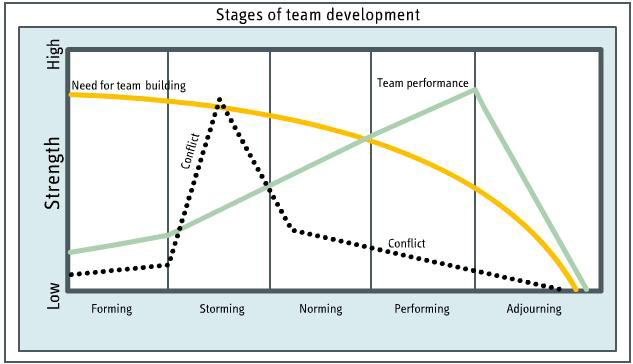 Stages of team development
High
Need for team building
Team performance
Conflict
Strength
Conflict
Low
Forming Storming Norming Performing Adjourning